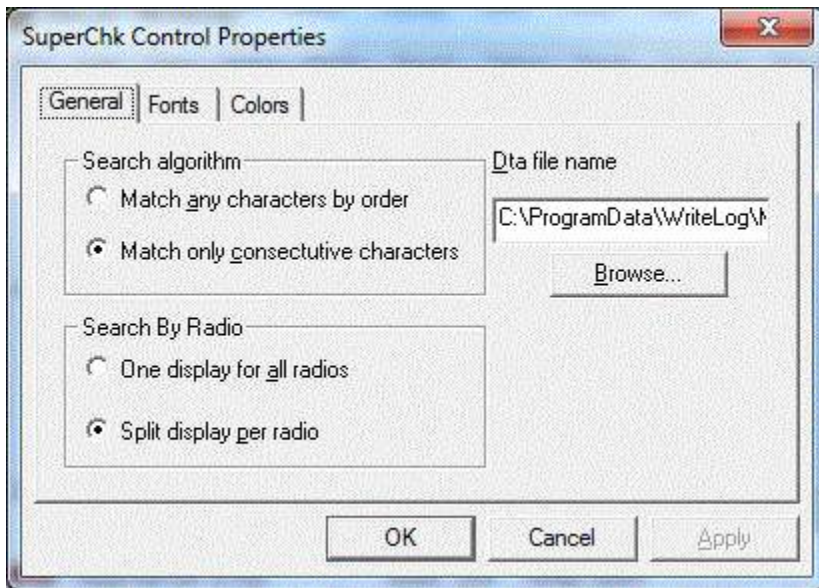 SuperChk Control Properties
General Fonts Colors
Search algorithm
Match any characters by order
Match only consectutive characters
Dta file name
C:\ProgramData\WriteLog\
Browse...
Search By Radio
One display for all radios
Split display per radio
OK Cancel Apply